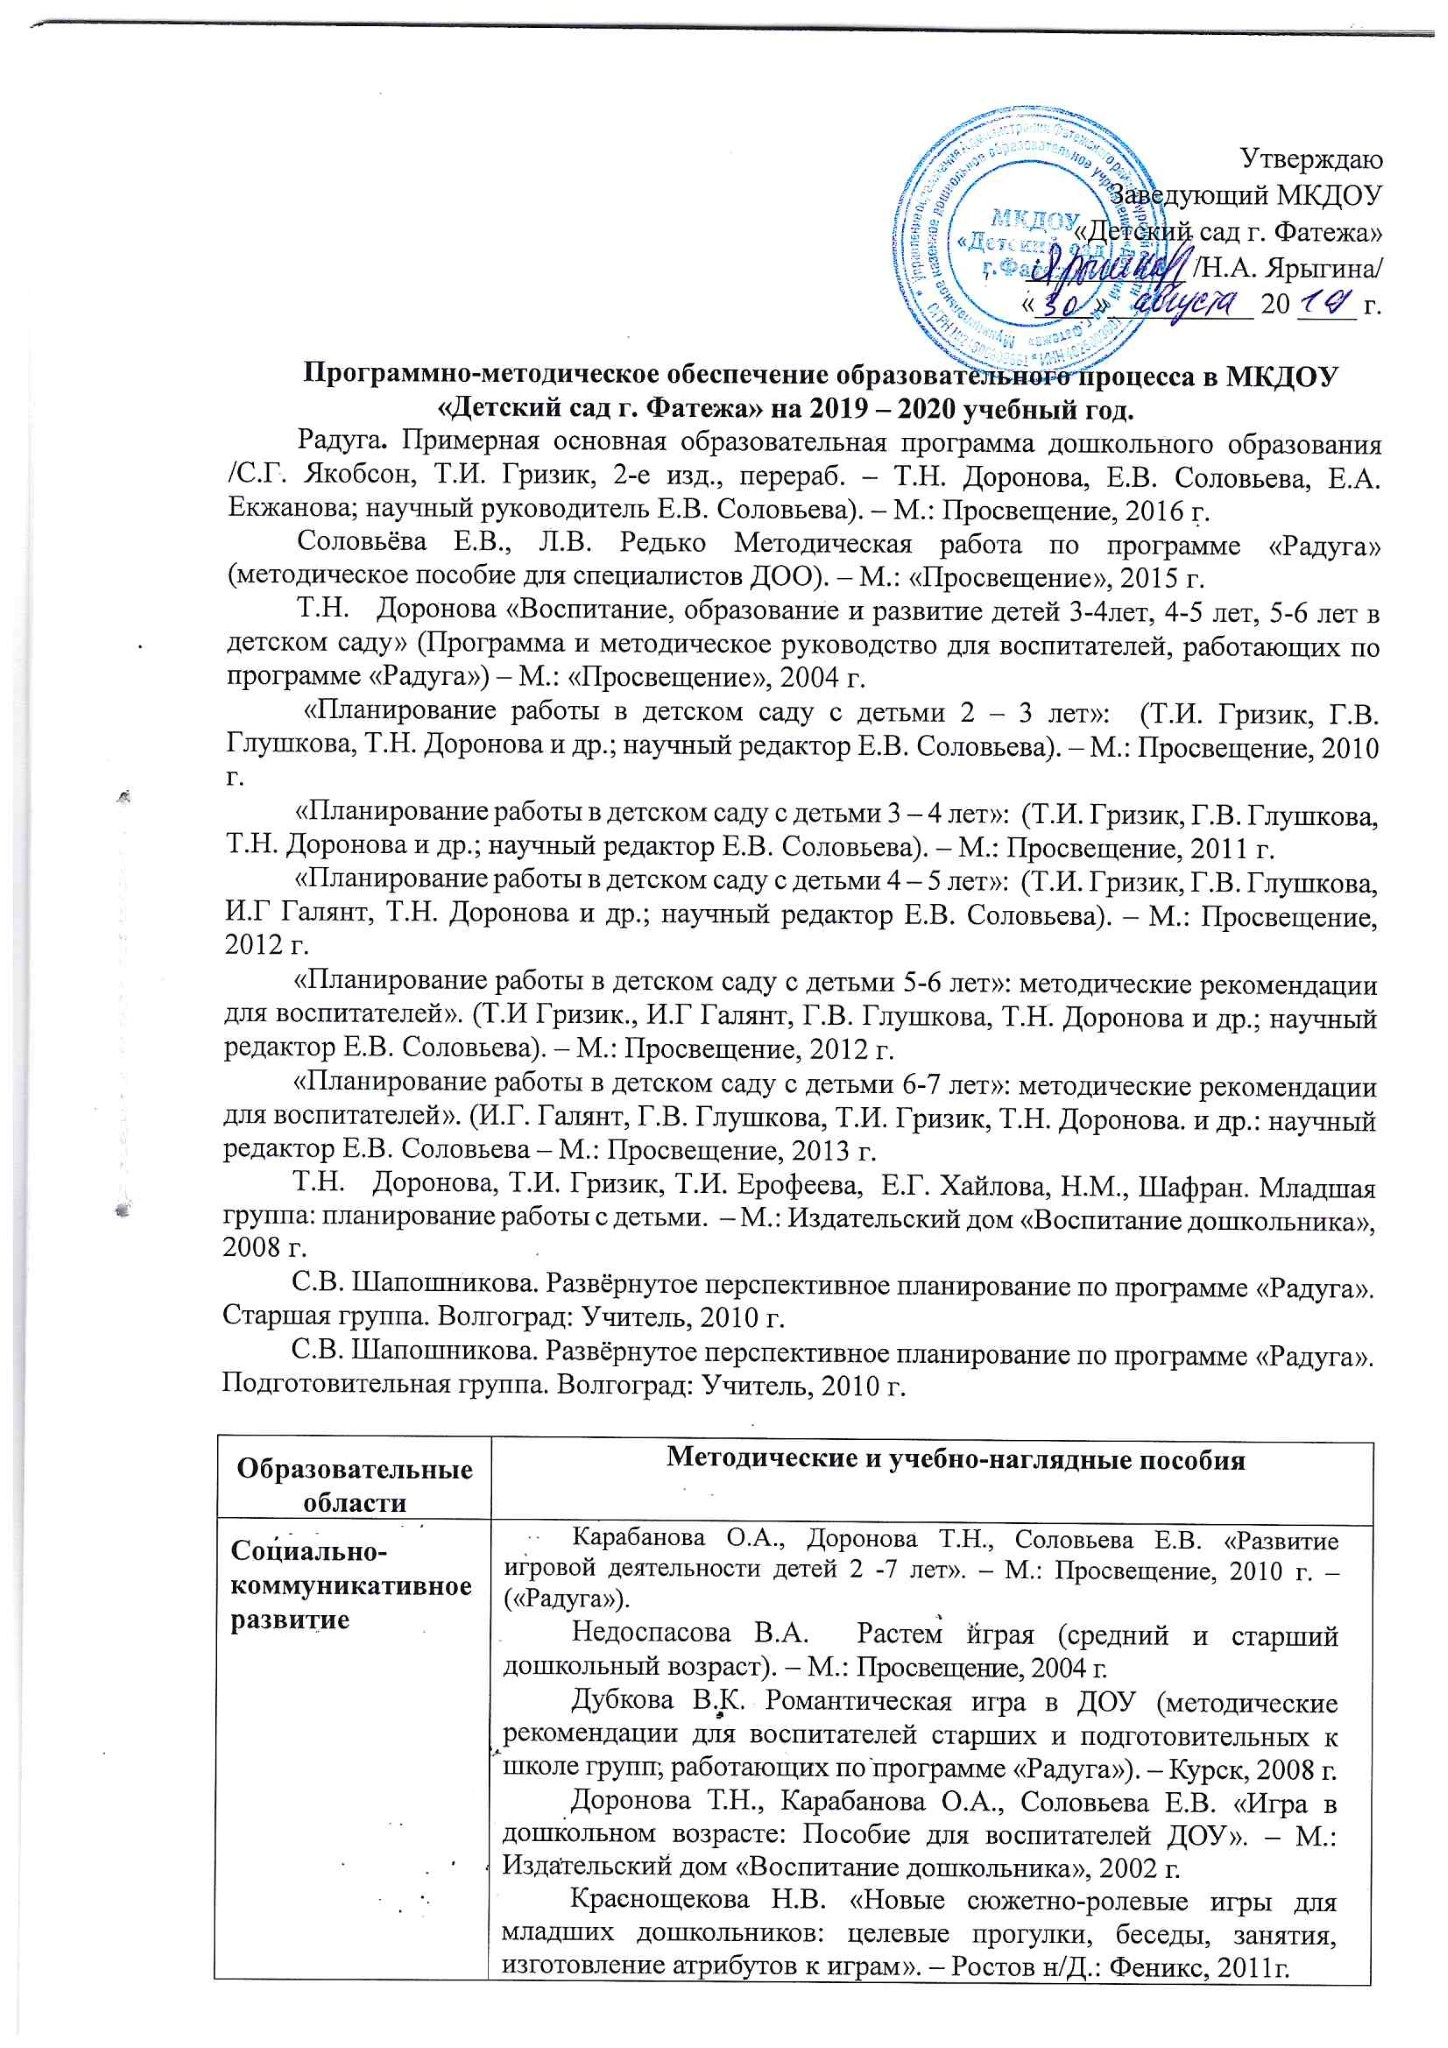 Утверждаю
Заведующий МКДОУ
«Детский сад г. Фатежа»
/Н.А. Ярыгина/
«30» августа 2019 г.
МКДОУ
«Детский сад
г.Фатежа»
Программно-методическое обеспечение образовательного процесса в МКДОУ
«Детский сад г. Фатежа» на 2019 – 2020 учебный год.
Радуга. Примерная основная образовательная программа дошкольного образования
/С.Г. Якобсон, Т.И. Гризик, 2-е изд., перераб. – Т.Н. Доронова, Е.В. Соловьева, Е.А.
Екжанова; научный руководитель Е.В. Соловьева). – М.: Просвещение, 2016 г.
Соловьёва Е.В., Л.В. Редько Методическая работа по программе «Радуга»
(методическое пособие для специалистов ДОО). – М.: «Просвещение», 2015 г.
Т.Н. Доронова «Воспитание, образование и развитие детей 3-4лет, 4-5 лет, 5-6 лет в
детском саду» (Программа и методическое руководство для воспитателей, работающих по
программе «Радуга») – М.: «Просвещение», 2004 г.
«Планирование работы в детском саду с детьми 2 – 3 лет»: (Т.И. Гризик, Г.В.
Глушкова, Т.Н. Доронова и др.; научный редактор Е.В. Соловьева). – М.: Просвещение, 2010
г.
«Планирование работы в детском саду с детьми 3 – 4 лет»: (Т.И. Гризик, Г.В. Глушкова,
Т.Н. Доронова и др.; научный редактор Е.В. Соловьева). – М.: Просвещение, 2011 г.
«Планирование работы в детском саду с детьми 4 – 5 лет»: (Т.И. Гризик, Г.В. Глушкова,
И.Г Галянт, Т.Н. Доронова и др.; научный редактор Е.В. Соловьева). – М.: Просвещение,
2012 г.
«Планирование работы в детском саду с детьми 5-6 лет»: методические рекомендации
для воспитателей». (Т.И Гризик., И.Г Галянт, Г.В. Глушкова, Т.Н. Доронова и др.; научный
редактор Е.В. Соловьева). – М.: Просвещение, 2012 г.
«Планирование работы в детском саду с детьми 6-7 лет»: методические рекомендации
для воспитателей». (И.Г. Галянт, Г.В. Глушкова, Т.И. Гризик, Т.Н. Доронова. и др.: научный
редактор Е.В. Соловьева – М.: Просвещение, 2013 г.
Т.Н. Доронова, Т.И. Гризик, Т.И. Ерофеева, Е.Г. Хайлова, Н.М., Шафран. Младшая
группа: планирование работы с детьми. – М.: Издательский дом «Воспитание дошкольника»,
2008 г.
С.В. Шапошникова. Развёрнутое перспективное планирование по программе «Радуга».
Старшая группа. Волгоград: Учитель, 2010 г.
С.В. Шапошникова. Развёрнутое перспективное планирование по программе «Радуга».
Подготовительная группа. Волгоград: Учитель, 2010 г.
Образовательные
области
Методические и учебно-наглядные пособия
Социально-
коммуникативное
развитие
Карабанова О.А., Доронова Т.Н., Соловьева Е.В. «Развитие
игровой деятельности детей 2 -7 лет». – М.: Просвещение, 2010 г. –
(«Радуга»).
Недоспасова В.А. Растем играя (средний и старший
дошкольный возраст). – М.: Просвещение, 2004 г.
Дубкова В.К. Романтическая игра в ДОУ (методические
рекомендации для воспитателей старших и подготовительных к
школе групп, работающих по программе «Радуга»). – Курск, 2008 г.
Доронова Т.Н., Карабанова О.А., Соловьева Е.В. «Игра в
дошкольном возрасте: Пособие для воспитателей ДОУ». – М.:
Издательский дом «Воспитание дошкольника», 2002 г.
Краснощекова Н.В. «Новые сюжетно-ролевые игры для
младших дошкольников: целевые прогулки, беседы, занятия,
изготовление атрибутов к играм». – Ростов н/Д.: Феникс, 2011г.